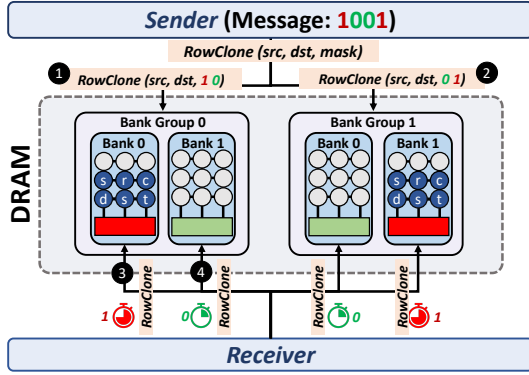 Sender (Message: 1001)
RowClone (src, dst, mask)
1
RowClone (src, dst, 1 0)
RowClone (src, dst, 0 1)
2
DRAM
Bank Group 0
Bank Group 1
Bank 0
Bank 1
Bank 0
Bank 1
s r c
s r c
d s t
d s t
3
4
RowClone
RowClone
RowClone
RowClone
1
0
0
1
Receiver